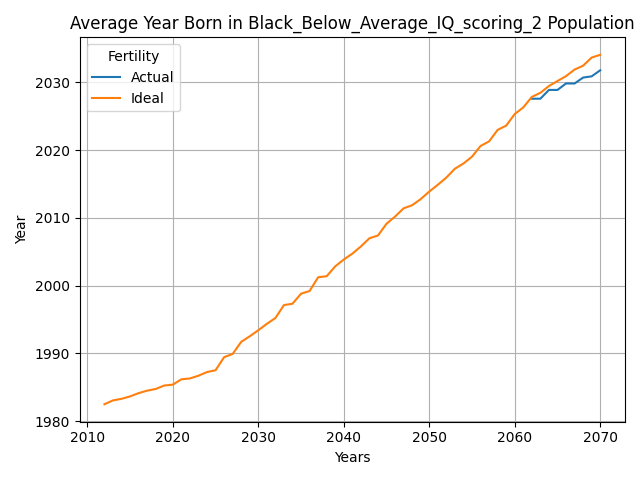 Average Year Born in Black_Below_Average_IQ_scoring_2 Population
Fertility
Actual
Ideal
Year
2030
2020
2010
2000
1990
1980
2010
2020
2030
2040
2050
2060
2070
Years